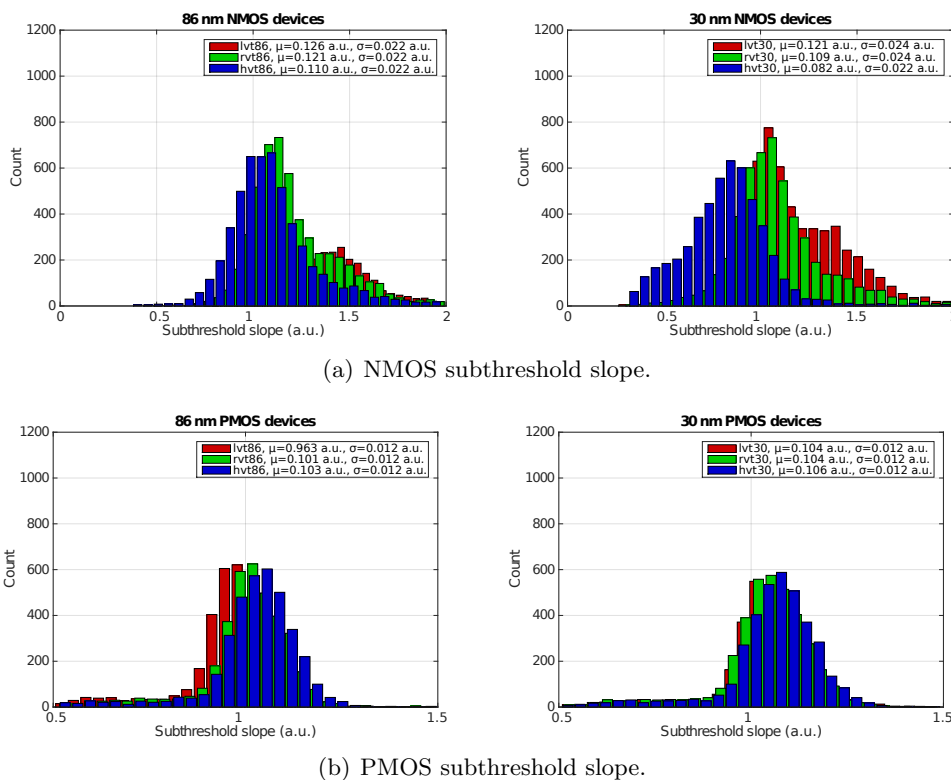 86 nm NMOS devices
1200
1000
800
600
400
200
0
Count
lvt86, μ=0.126 a.u., σ=0.022 a.u.
rvt86, μ=0.121 a.u., σ=0.022 a.u.
hvt86, μ=0.110 a.u., σ=0.022 a.u.
0
0.5
1
1.5
2
Subthreshold slope (a.u.)
30 nm NMOS devices
1200
1000
800
600
400
200
0
Count
lvt30, μ=0.121 a.u., σ=0.024 a.u.
rvt30, μ=0.109 a.u., σ=0.024 a.u.
hvt30, μ=0.082 a.u., σ=0.022 a.u.
0
0.5
1
1.5
Subthreshold slope (a.u.)
(a) NMOS subthreshold slope.
86 nm PMOS devices
1200
1000
800
600
400
200
0
Count
lvt86, μ=0.963 a.u., σ=0.012 a.u.
rvt86, μ=0.101 a.u., σ=0.012 a.u.
hvt86, μ=0.103 a.u., σ=0.012 a.u.
0.5
1
1.5
Subthreshold slope (a.u.)
30 nm PMOS devices
1200
1000
800
600
400
200
0
Count
lvt30, μ=0.104 a.u., σ=0.012 a.u.
rvt30, μ=0.104 a.u., σ=0.012 a.u.
hvt30, μ=0.106 a.u., σ=0.012 a.u.
0.5
1
1.5
Subthreshold slope (a.u.)
(b) PMOS subthreshold slope.